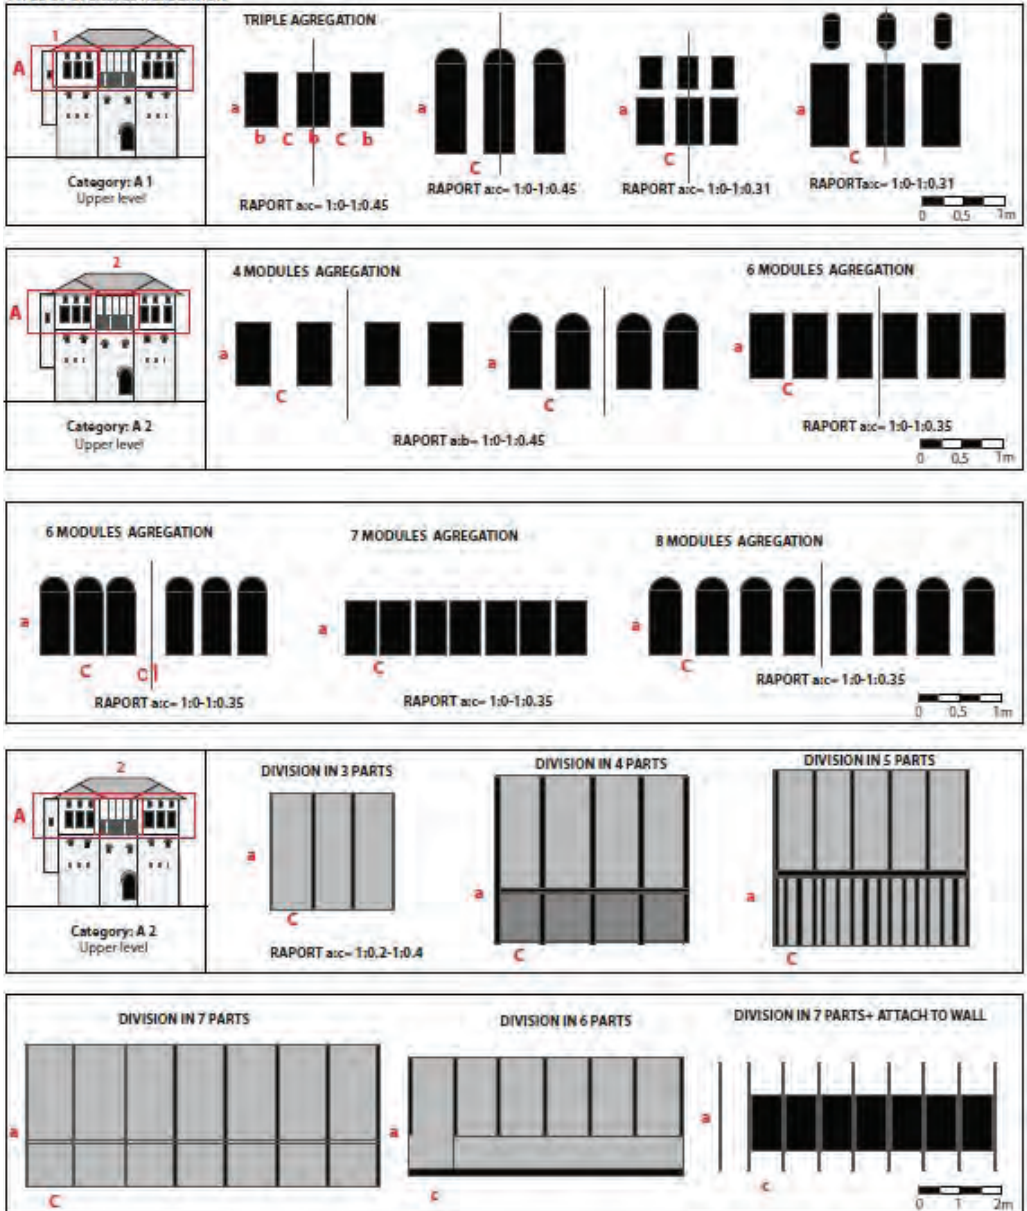 1
A
Category: A 1
Upper level
TRIPLE AGREGATION
a
b C b C b
RAPORT a:c= 1:0-1:0.45
a
C
RAPORT a:c= 1:0-1:0.45
a
C
RAPORT a:c= 1:0-1:0.31
a
C
RAPORTa:c= 1:0-1:0.31
0 0.5 1m
2
A
Category: A 2
Upper level
4 MODULES AGREGATION
a
C
a
C
RAPORT a:b= 1:0-1:0.45
6 MODULES AGREGATION
a
C
RAPORT a:c= 1:0-1:0.35
0 0.5 1m
6 MODULES AGREGATION
a
C
C I
RAPORT a:c= 1:0-1:0.35
7 MODULES AGREGATION
a
C
RAPORT a:c= 1:0-1:0.35
8 MODULES AGREGATION
a
C
RAPORT a:c= 1:0-1:0.35
0 0.5 1m
2
A
Category: A 2
Upper level
DIVISION IN 3 PARTS
a
C
RAPORT a:c= 1:0.2-1:0.4
DIVISION IN 4 PARTS
a
C
DIVISION IN 5 PARTS
a
C
DIVISION IN 7 PARTS
a
C
DIVISION IN 6 PARTS
a
c
DIVISION IN 7 PARTS+ ATTACH TO WALL
a
c
0 1 2m